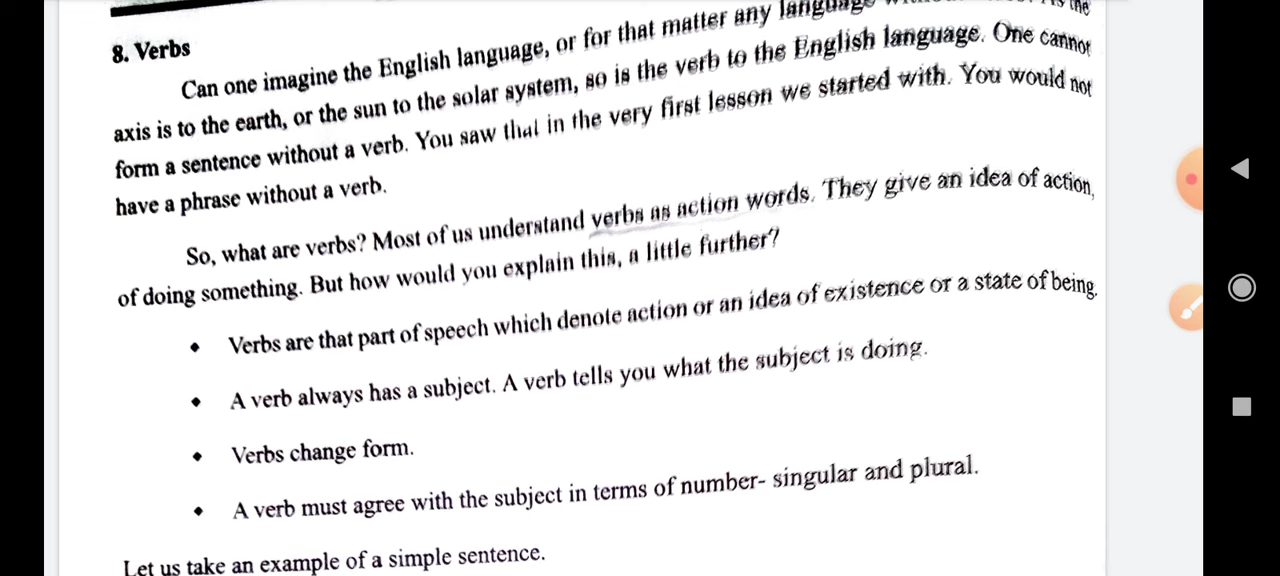 8. Verbs
Can one imagine the English language, or for that matter any language
axis is to the earth, or the sun to the solar system, so is the verb to the English language. One cannot
form a sentence without a verb. You saw that in the very first lesson we started with. You would not
have a phrase without a verb.
So, what are verbs? Most of us understand verbs as action words. They give an idea of action,
of doing something. But how would you explain this, a little further?
• Verbs are that part of speech which denote action or an idea of existence or a state of being.
• A verb always has a subject. A verb tells you what the subject is doing.
• Verbs change form.
• A verb must agree with the subject in terms of number- singular and plural.
Let us take an example of a simple sentence.